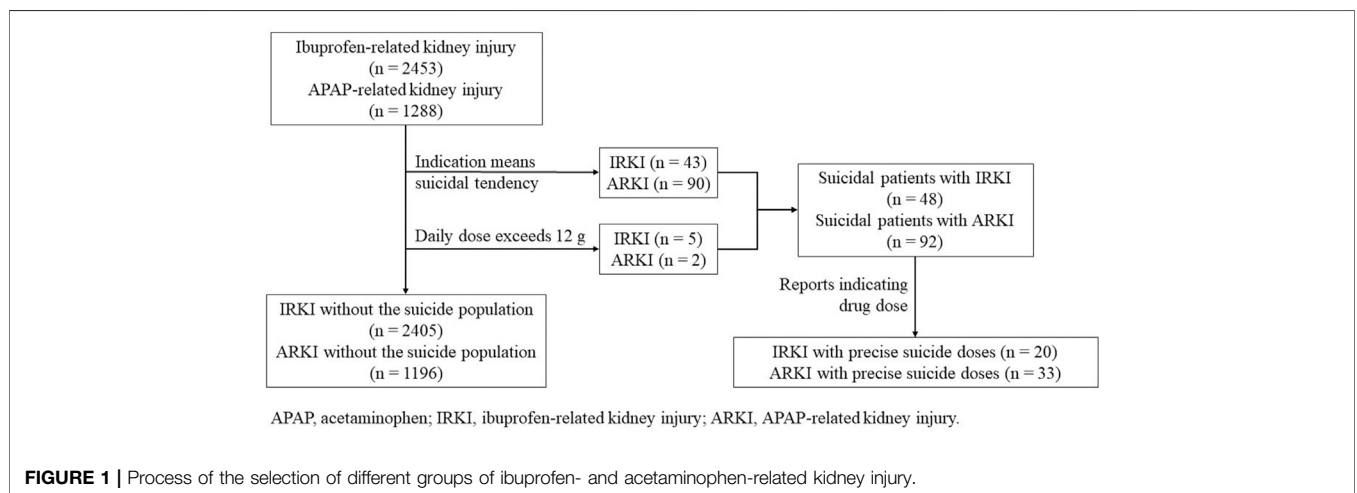 Ibuprofen-related kidney injury
(n = 2453)
APAP-related kidney injury
(n = 1288)
Indication means
suicidal tendency
IRKI (n = 43)
ARKI (n = 90)
Daily dose exceeds 12 g
IRKI (n = 5)
ARKI (n = 2)
Suicidal patients with IRKI
(n = 48)
Suicidal patients with ARKI
(n = 92)
Reports indicating
drug dose
IRKI without the suicide population
(n = 2405)
ARKI without the suicide population
(n = 1196)
IRKI with precise suicide doses (n = 20)
ARKI with precise suicide doses (n = 33)
APAP, acetaminophen; IRKI, ibuprofen-related kidney injury; ARKI, APAP-related kidney injury.
FIGURE 1 | Process of the selection of different groups of ibuprofen- and acetaminophen-related kidney injury.